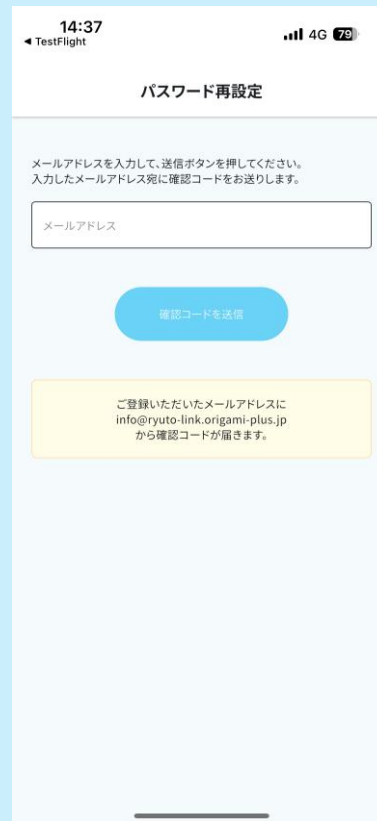 14:37
◀ TestFlight
4G 79
パスワード再設定
メールアドレスを入力して、送信ボタンを押してください。
入力したメールアドレス宛に確認コードをお送りします。
メールアドレス
確認コードを送信
ご登録いただいたメールアドレスに
info@ryuto-link.origami-plus.jp
から確認コードが届きます。